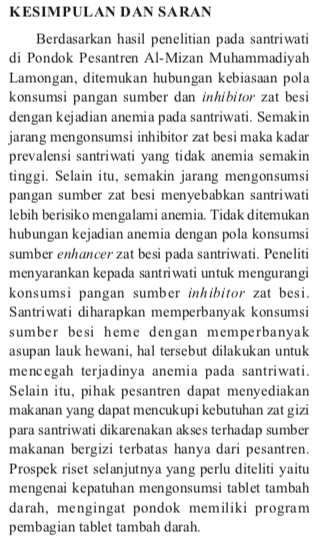 KESIMPULAN DAN SARAN
Berdasarkan hasil penelitian pada santriwati
di Pondok Pesantren Al-Mizan Muhammadiyah
Lamongan, ditemukan hubungan kebiasaan pola
konsumsi pangan sumber dan inhibitor zat besi
dengan kejadian anemia pada santriwati. Semakin
jarang mengonsumsi inhibitor zat besi maka kadar
prevalensi santriwati yang tidak anemia semakin
tinggi. Selain itu, semakin jarang mengonsumsi
pangan sumber zat besi menyebabkan santriwati
lebih berisiko mengalami anemia. Tidak ditemukan
hubungan kejadian anemia dengan pola konsumsi
sumber enhancer zat besi pada santriwati. Peneliti
menyarankan kepada santriwati untuk mengurangi
konsumsi pangan sumber inhibitor zat besi.
Santriwati diharapkan memperbanyak konsumsi
sumber besi heme dengan memperbanyak
asupan lauk hewani, hal tersebut dilakukan untuk
mencegah terjadinya anemia pada santriwati.
Selain itu, pihak pesantren dapat menyediakan
makanan yang dapat mencukupi kebutuhan zat gizi
para santriwati dikarenakan akses terhadap sumber
makanan bergizi terbatas hanya dari pesantren.
Prospek riset selanjutnya yang perlu diteliti yaitu
mengenai kepatuhan mengonsumsi tablet tambah
darah, mengingat pondok memiliki program
pembagian tablet tambah darah.